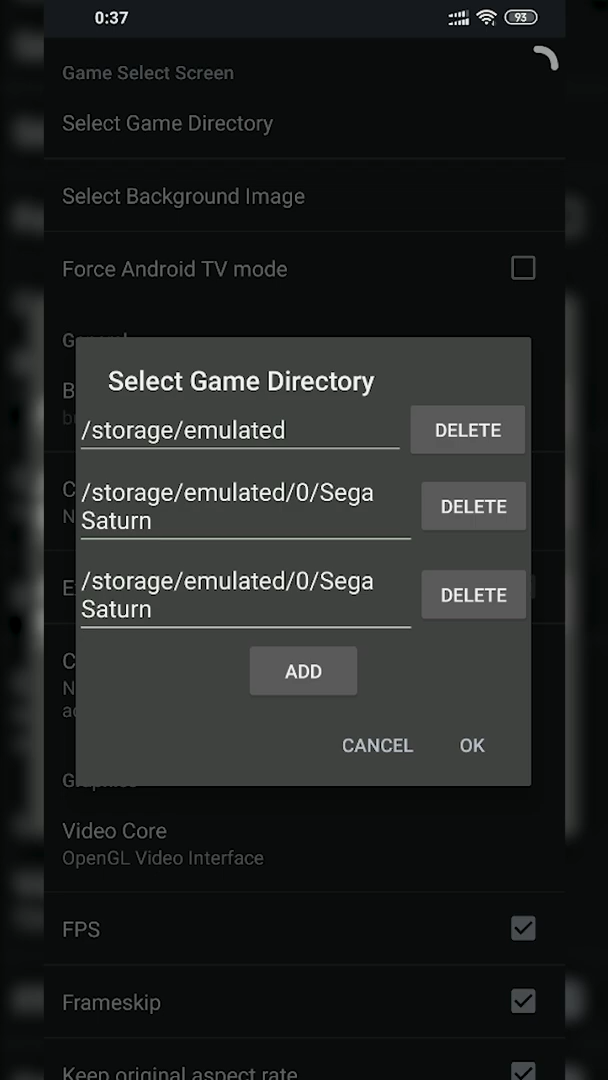 0:37
93
Game Select Screen
Select Game Directory
Select Background Image
Force Android TV mode
Select Game Directory
/storage/emulated
DELETE
/storage/emulated/0/Sega
Saturn
DELETE
/storage/emulated/0/Sega
Saturn
DELETE
ADD
CANCEL
OK
Video Core
OpenGL Video Interface
FPS
Frameskip
Keep original aspect rate